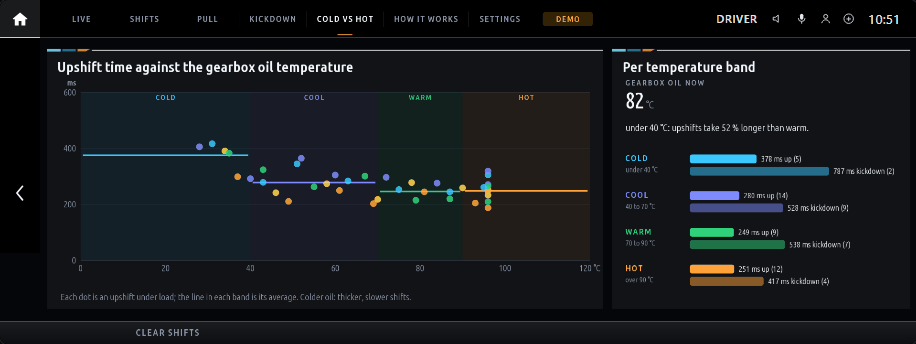 LIVE SHIFTS PULL KICKDOWN COLD VS HOT HOW IT WORKS SETTINGS DEMO DRIVER 10:51
Upshift time against the gearbox oil temperature
ms
600
400
200
0
COLD COOL WARM HOT
0 20 40 60 80 100 120 °C
Each dot is an upshift under load; the line in each band is its average. Colder oil: thicker, slower shifts.
Per temperature band
GEARBOX OIL NOW
82 °C
under 40 °C: upshifts take 52 % longer than warm.
COLD 378 ms up (5)
under 40 °C 787 ms kickdown (2)
COOL 280 ms up (14)
40 to 70 °C 528 ms kickdown (9)
WARM 249 ms up (9)
70 to 90 °C 538 ms kickdown (7)
HOT 251 ms up (12)
over 90 °C 417 ms kickdown (4)
CLEAR SHIFTS